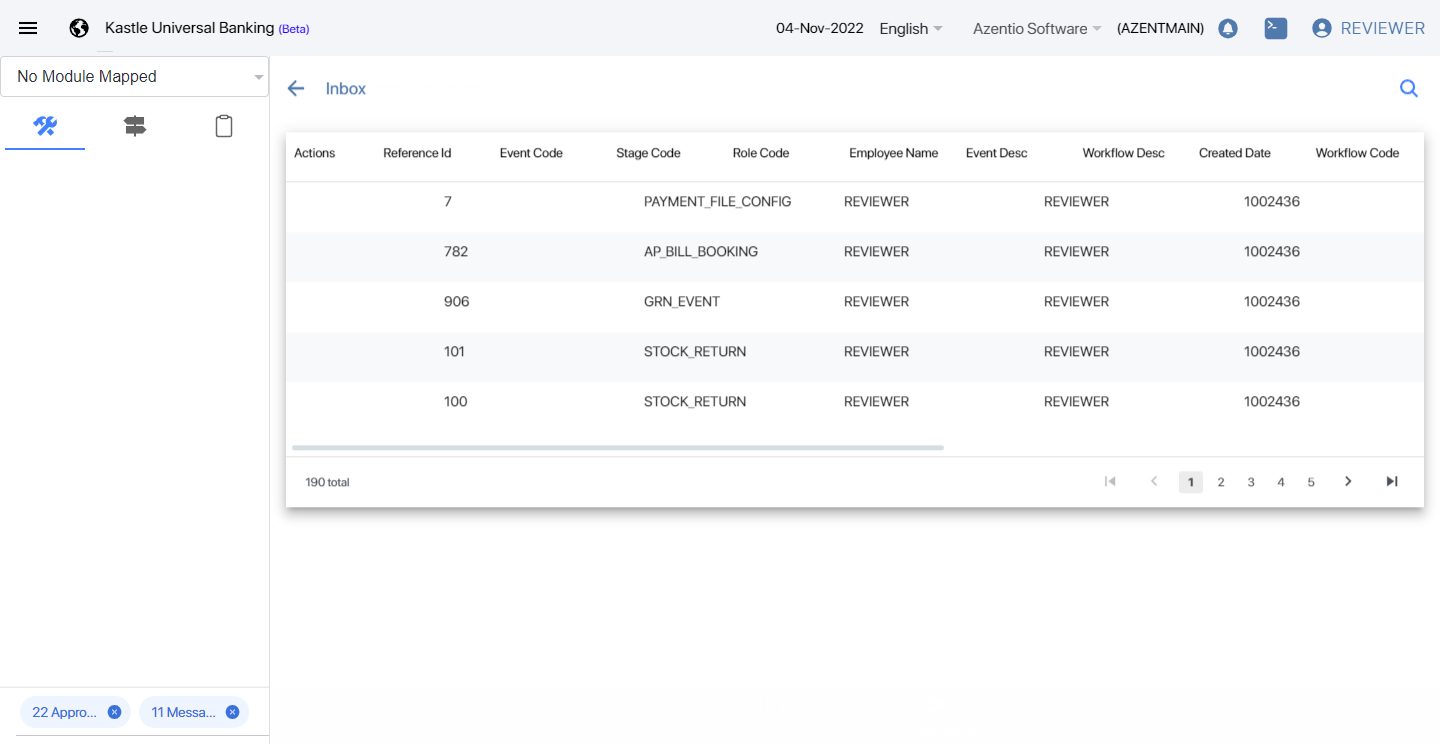 Kastle Universal Banking (Beta) 04-Nov-2022 English Azentio Software (AZENTMAIN) REVIEWER
No Module Mapped
Inbox
Actions Reference Id Event Code Stage Code Role Code Employee Name Event Desc Workflow Desc Created Date Workflow Code
7 PAYMENT_FILE_CONFIG REVIEWER REVIEWER 1002436
782 AP_BILL_BOOKING REVIEWER REVIEWER 1002436
906 GRN_EVENT REVIEWER REVIEWER 1002436
101 STOCK_RETURN REVIEWER REVIEWER 1002436
100 STOCK_RETURN REVIEWER REVIEWER 1002436
190 total 1 2 3 4 5
22 Appro... 11 Messa...